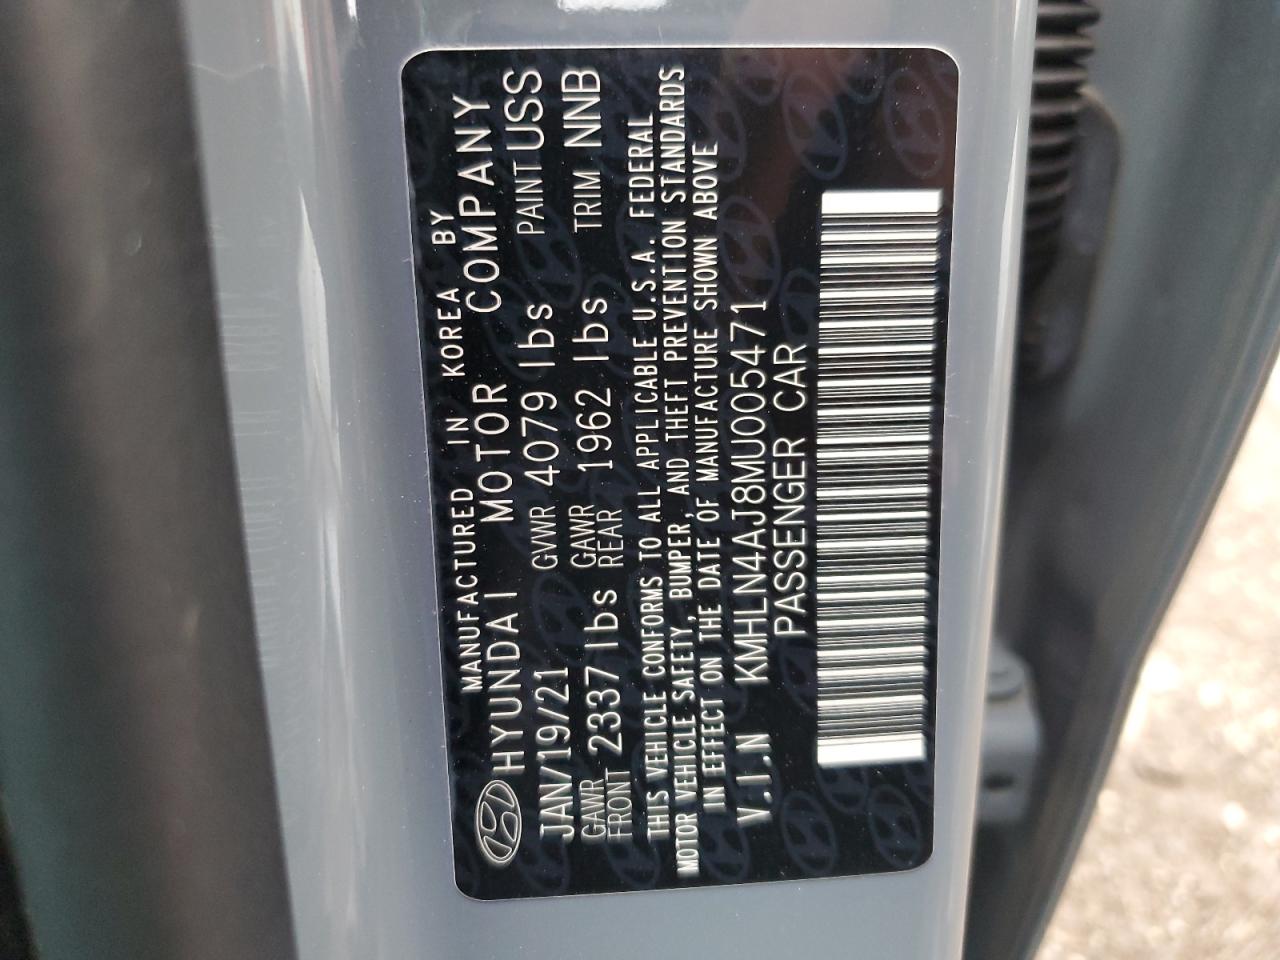 MANUFACTURED IN KOREA BY
HYUNDAI MOTOR COMPANY
JAN/19/21 GVWR 4079 lbs PAINT USS
GAWR FRONT 2337 lbs GAWR REAR 1962 lbs TRIM NNB
THIS VEHICLE CONFORMS TO ALL APPLICABLE U.S.A. FEDERAL
MOTOR VEHICLE SAFETY, BUMPER, AND THEFT PREVENTION STANDARDS
IN EFFECT ON THE DATE OF MANUFACTURE SHOWN ABOVE
V.I.N KMHLN4AJ8MU005471
PASSENGER CAR